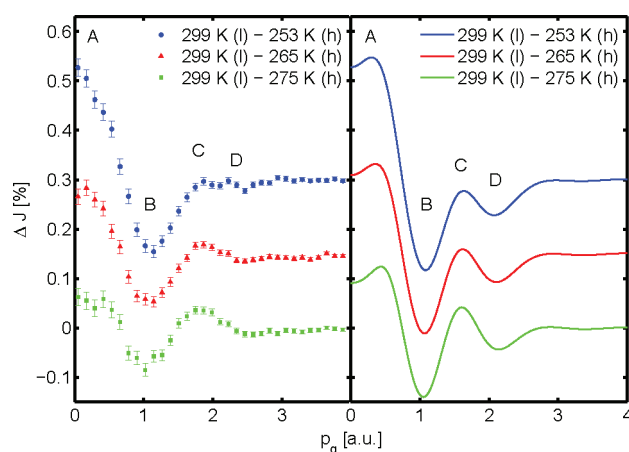 A
299 K (l) – 253 K (h)
299 K (l) – 265 K (h)
299 K (l) – 275 K (h)
B
C
D
A
299 K (l) – 253 K (h)
299 K (l) – 265 K (h)
299 K (l) – 275 K (h)
B
C
D
0.6
0.5
0.4
0.3
0.2
0.1
0
−0.1
Δ J [%]
0 1 2 3 0 1 2 3 4
p_q [a.u.]